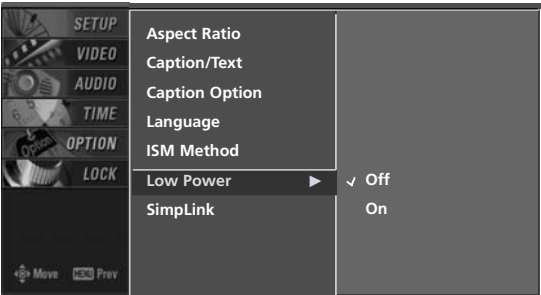 SETUP
VIDEO
AUDIO
TIME
OPTION
LOCK
Move MENU Prev
Aspect Ratio
Caption/Text
Caption Option
Language
ISM Method
Low Power
SimpLink
Off
On